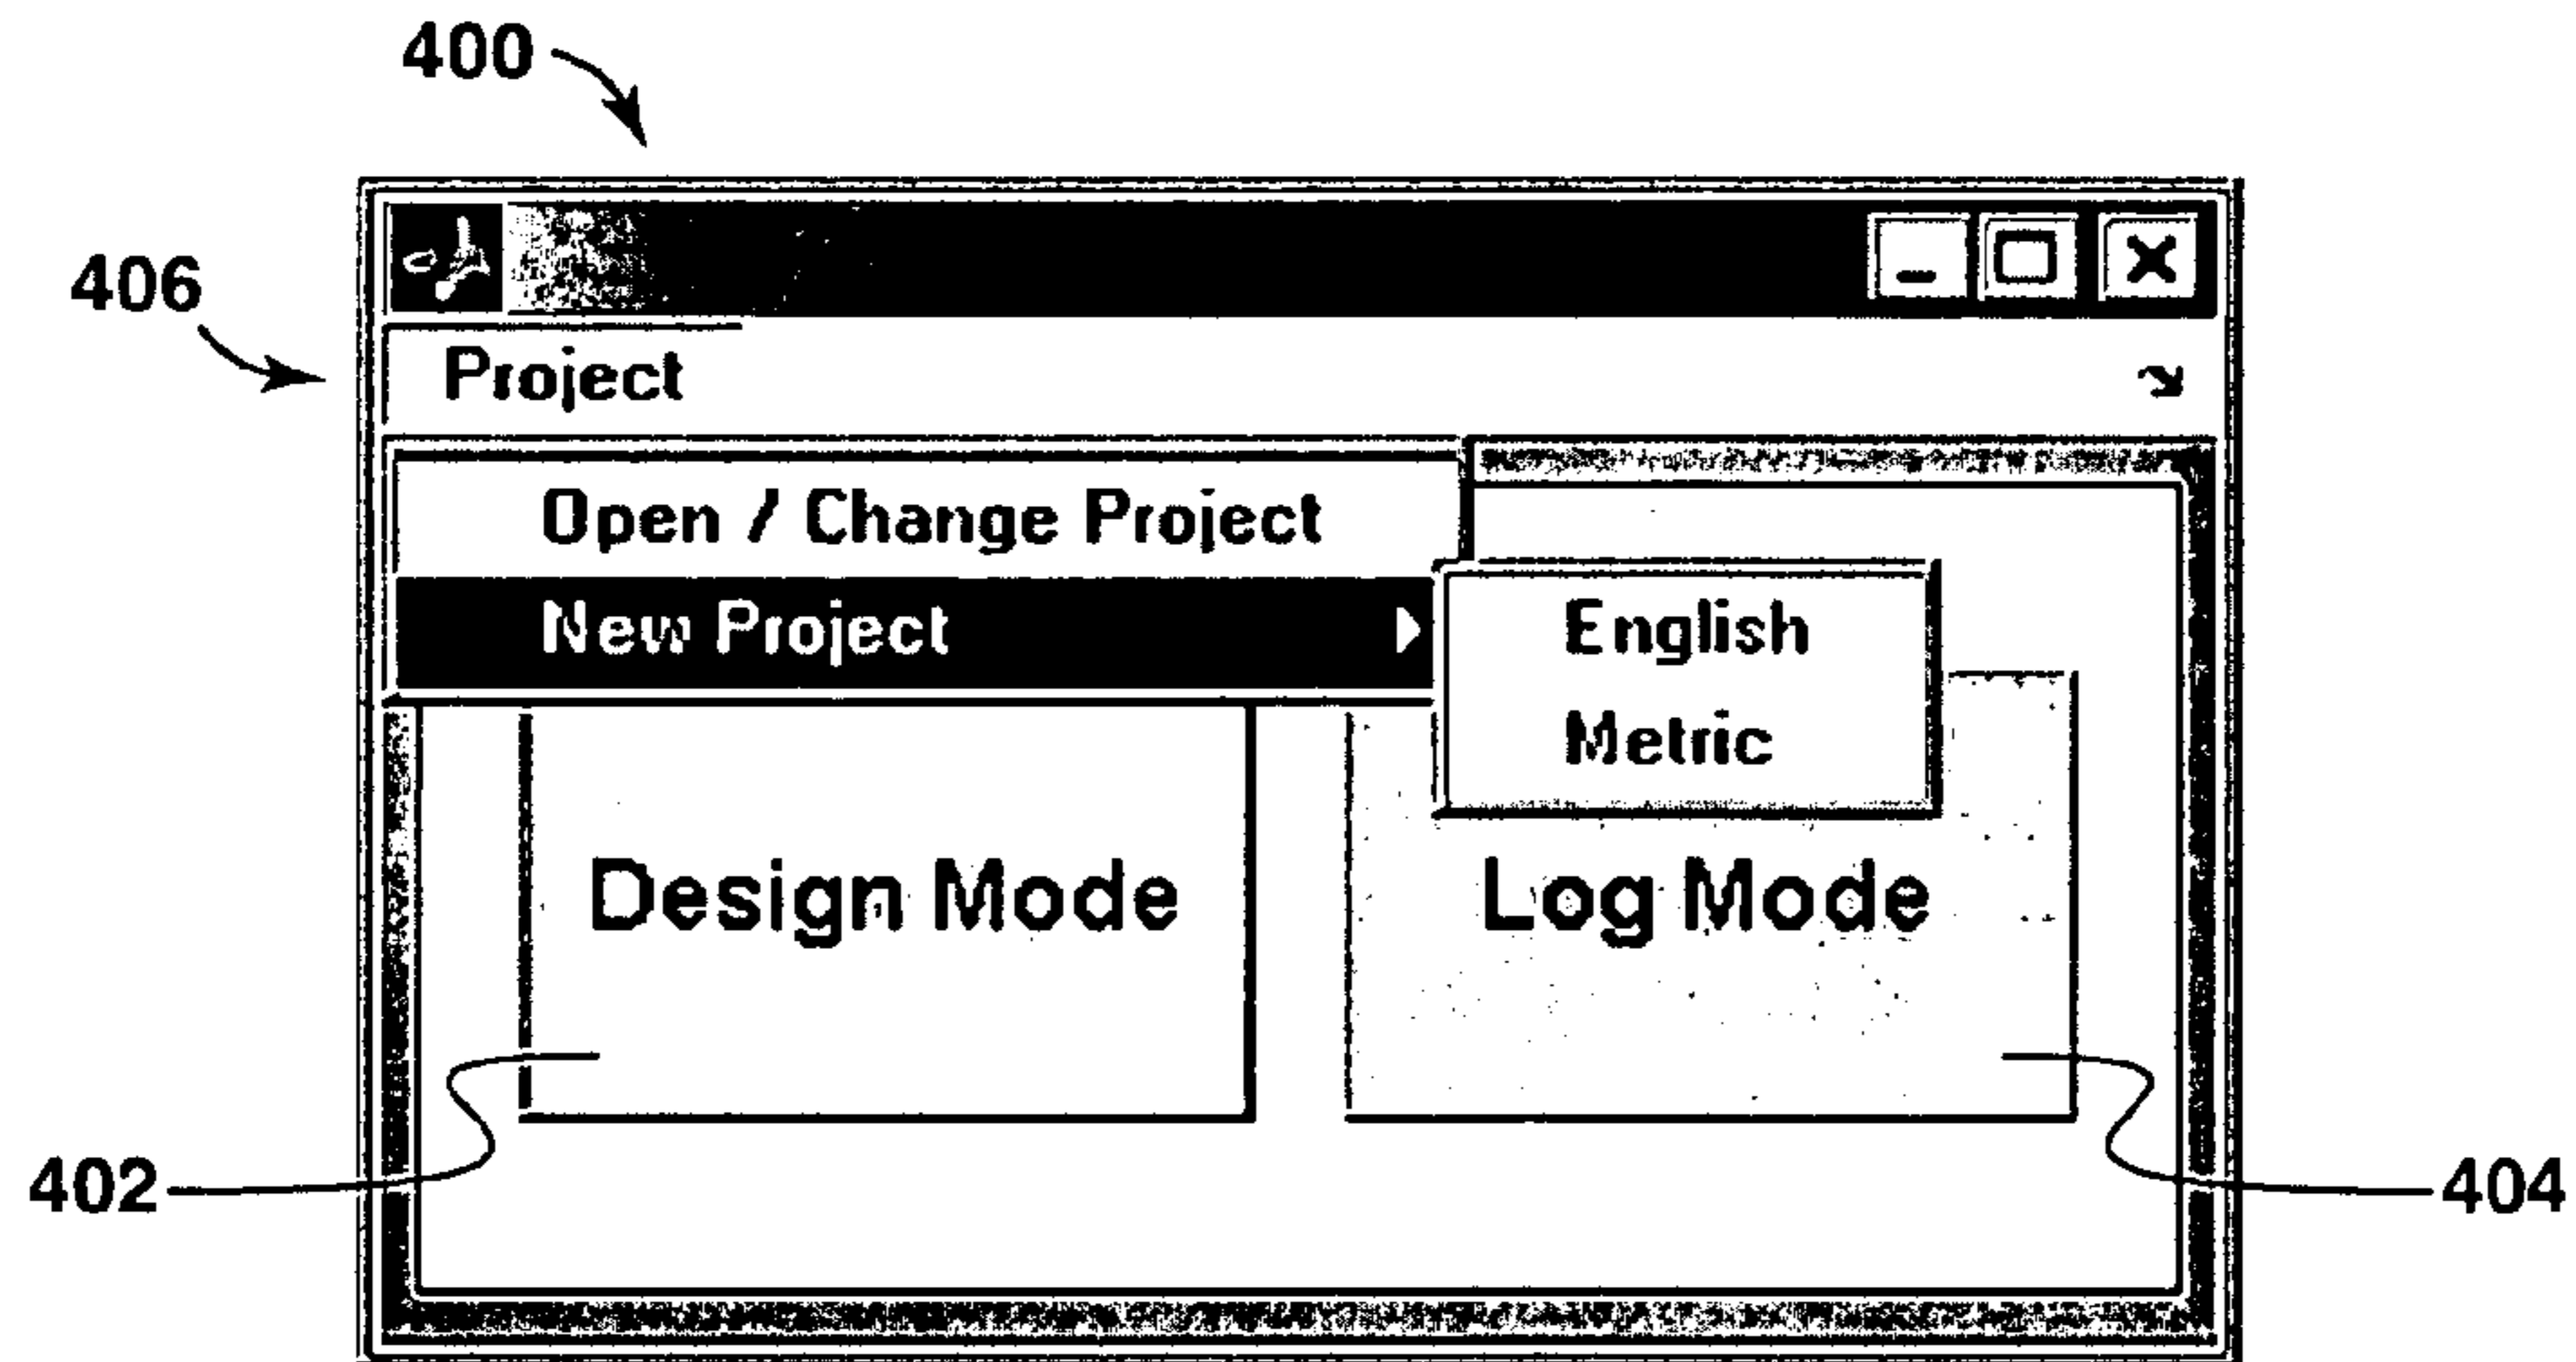 400
406
Project
Open / Change Project
New Project
English
Metric
Design Mode
Log Mode
402
404